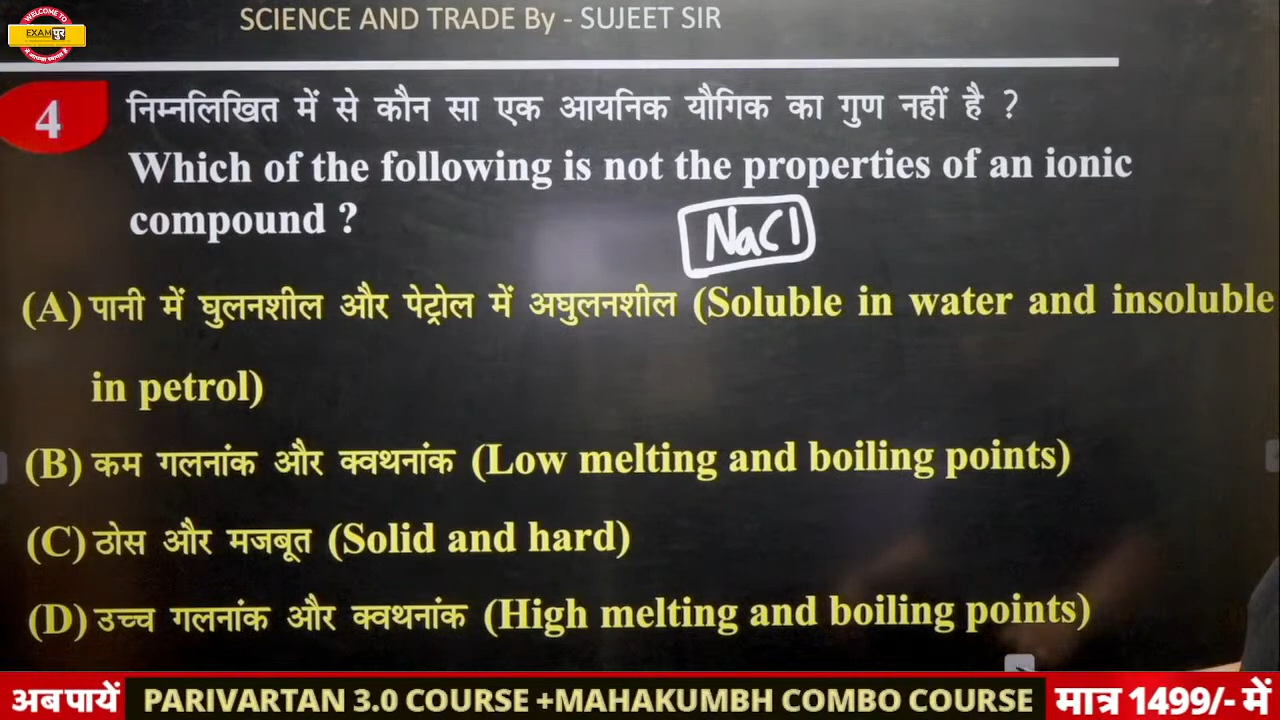 SCIENCE AND TRADE By - SUJEET SIR
WELCOME TO
EXAM पुर
4
निम्नलिखित में से कौन सा एक आयनिक यौगिक का गुण नहीं है ?
Which of the following is not the properties of an ionic
compound ?
NaCl
(A) पानी में घुलनशील और पेट्रोल में अघुलनशील (Soluble in water and insoluble
in petrol)
(B) कम गलनांक और क्वथनांक (Low melting and boiling points)
(C) ठोस और मजबूत (Solid and hard)
(D) उच्च गलनांक और क्वथनांक (High melting and boiling points)
अब पायें PARIVARTAN 3.0 COURSE +MAHAKUMBH COMBO COURSE मात्र 1499/- में